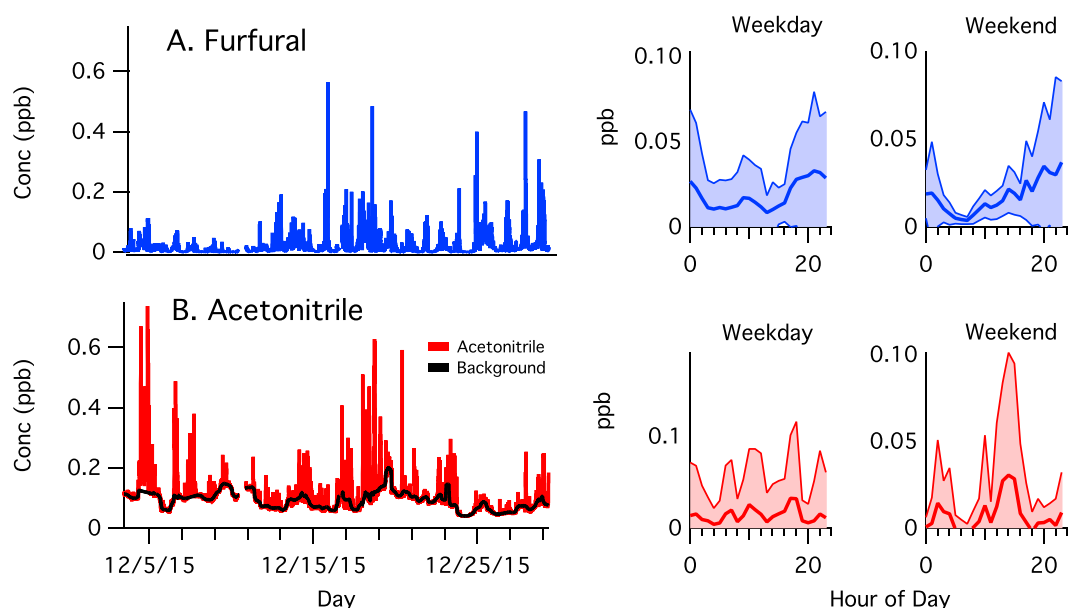 A. Furfural
Conc (ppb)
0.6
0.4
0.2
0
Weekday
Weekend
ppb
0.10
0.05
0
0.10
0.05
0
0 20
0 20
B. Acetonitrile
Acetonitrile
Background
Conc (ppb)
0.6
0.4
0.2
0
12/5/15 12/15/15 12/25/15
Day
Weekday
Weekend
ppb
0.1
0
0.10
0.05
0
0 20
0 20
Hour of Day